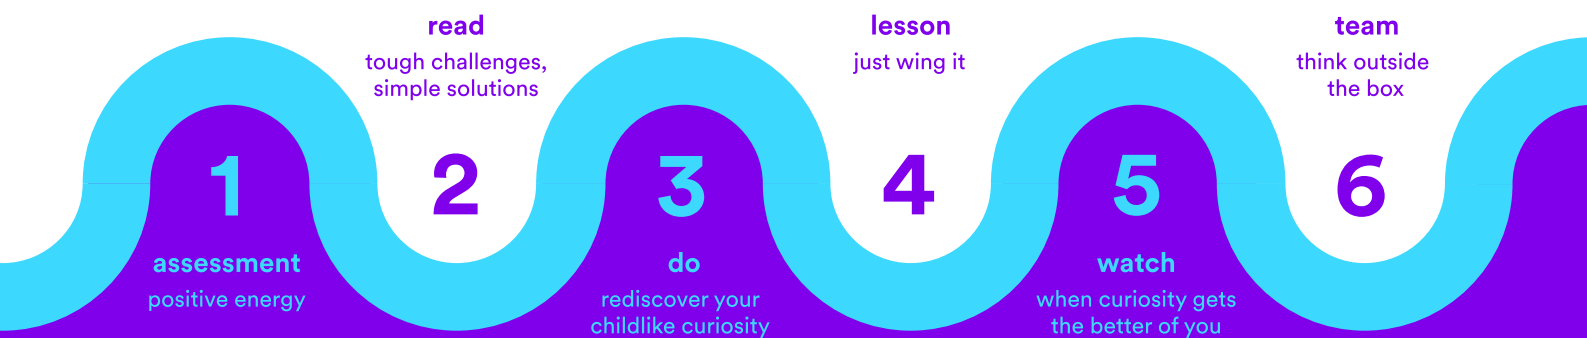 1
assessment
positive energy
read
tough challenges,
simple solutions
2
3
do
rediscover your
childlike curiosity
lesson
just wing it
4
5
watch
when curiosity gets
the better of you
team
think outside
the box
6